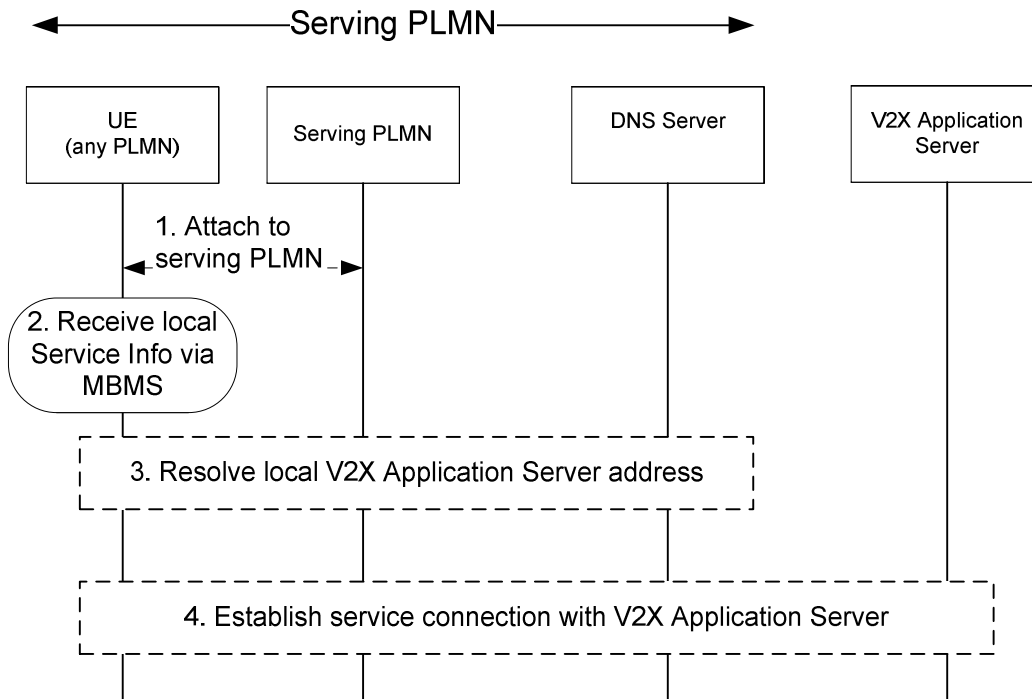 Serving PLMN
UE
(any PLMN)
Serving PLMN
DNS Server
V2X Application
Server
1. Attach to
serving PLMN
2. Receive local
Service Info via
MBMS
3. Resolve local V2X Application Server address
4. Establish service connection with V2X Application Server